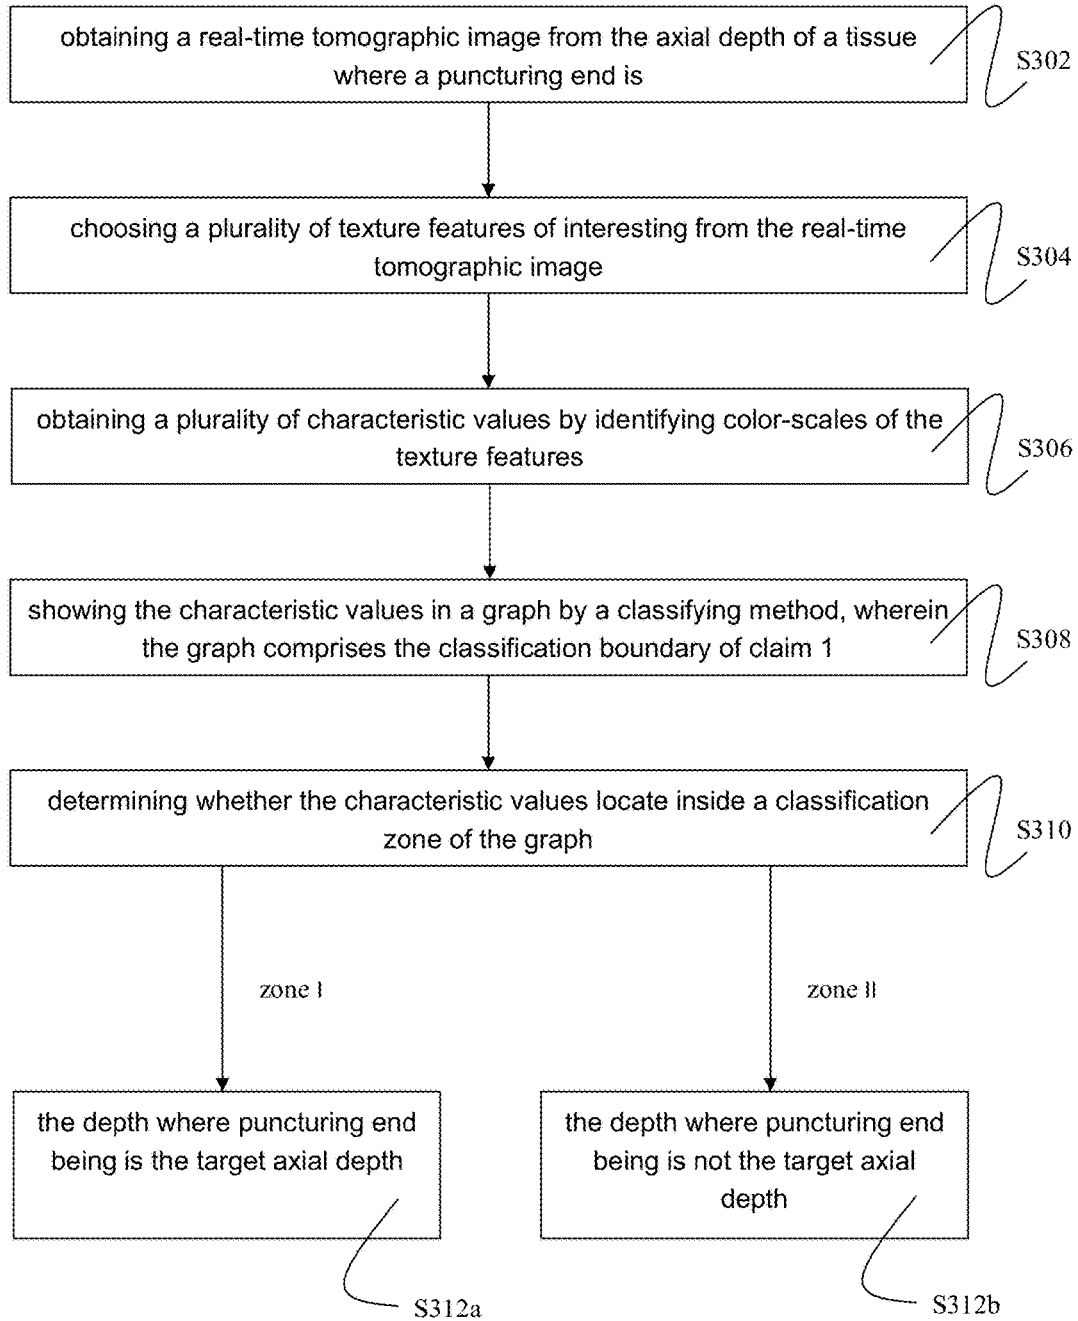 obtaining a real-time tomographic image from the axial depth of a tissue
where a puncturing end is
S302
choosing a plurality of texture features of interesting from the real-time
tomographic image
S304
obtaining a plurality of characteristic values by identifying color-scales of the
texture features
S306
showing the characteristic values in a graph by a classifying method, wherein
the graph comprises the classification boundary of claim 1
S308
determining whether the characteristic values locate inside a classification
zone of the graph
S310
zone I
zone II
the depth where puncturing end
being is the target axial depth
S312a
the depth where puncturing end
being is not the target axial
depth
S312b